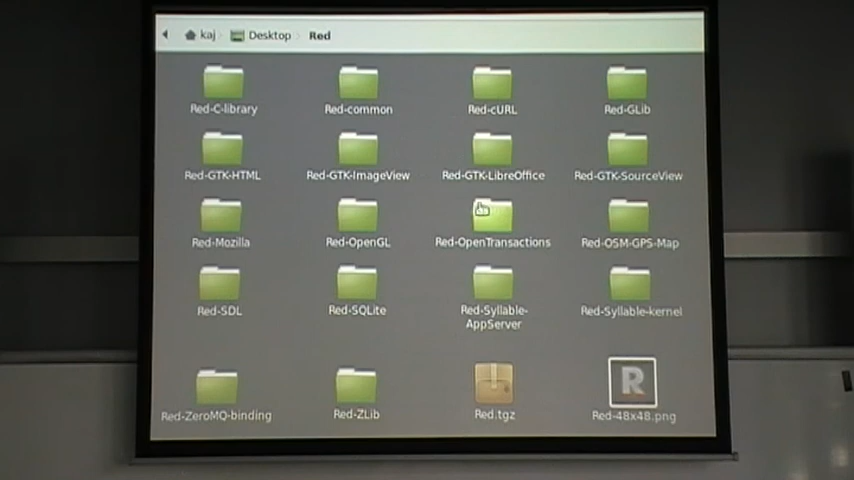 kaj Desktop Red
Red-C-library Red-common Red-cURL Red-GLib
Red-GTK-HTML Red-GTK-ImageView Red-GTK-LibreOffice Red-GTK-SourceView
Red-Mozilla Red-OpenGL Red-OpenTransactions Red-OSM-GPS-Map
Red-SDL Red-SQLite Red-Syllable-AppServer Red-Syllable-kernel
R
Red-ZeroMQ-binding Red-ZLib Red.tgz Red-48x48.png